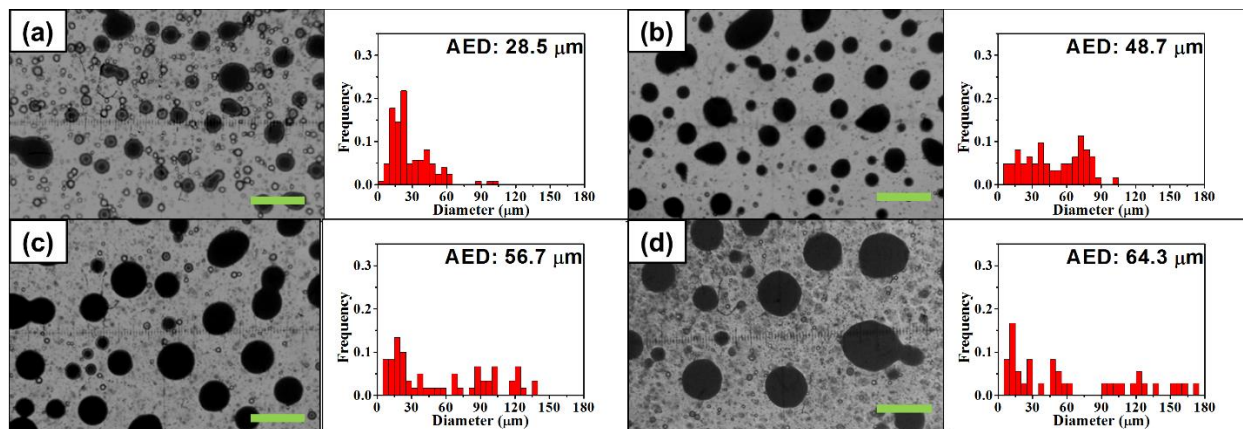 (a)
AED: 28.5 μm
0.3
0.2
0.1
0.0
Frequency
0 30 60 90 120 150 180
Diameter (μm)
(b)
AED: 48.7 μm
0.3
0.2
0.1
0.0
Frequency
0 30 60 90 120 150 180
Diameter (μm)
(c)
AED: 56.7 μm
0.3
0.2
0.1
0.0
Frequency
0 30 60 90 120 150 180
Diameter (μm)
(d)
AED: 64.3 μm
0.3
0.2
0.1
0.0
Frequency
0 30 60 90 120 150 180
Diameter (μm)